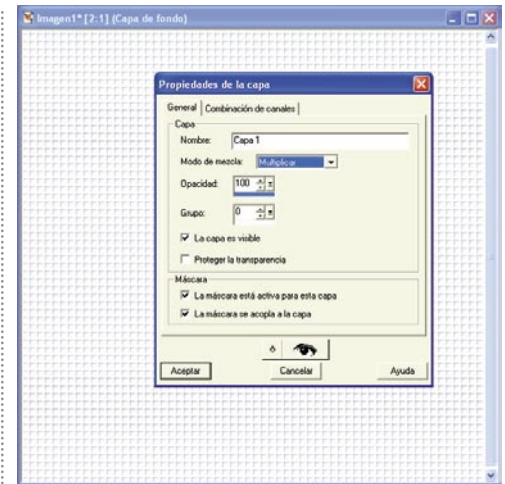 Imagen1* [2:1] (Capa de fondo)
Propiedades de la capa
General Combinación de canales
Capa
Nombre: Capa 1
Modo de mezcla: Multiplicar
Opacidad: 100
Grupo: 0
La capa es visible
Proteger la transparencia
Máscara
La máscara está activa para esta capa
La máscara se acopla a la capa
Aceptar Cancelar Ayuda